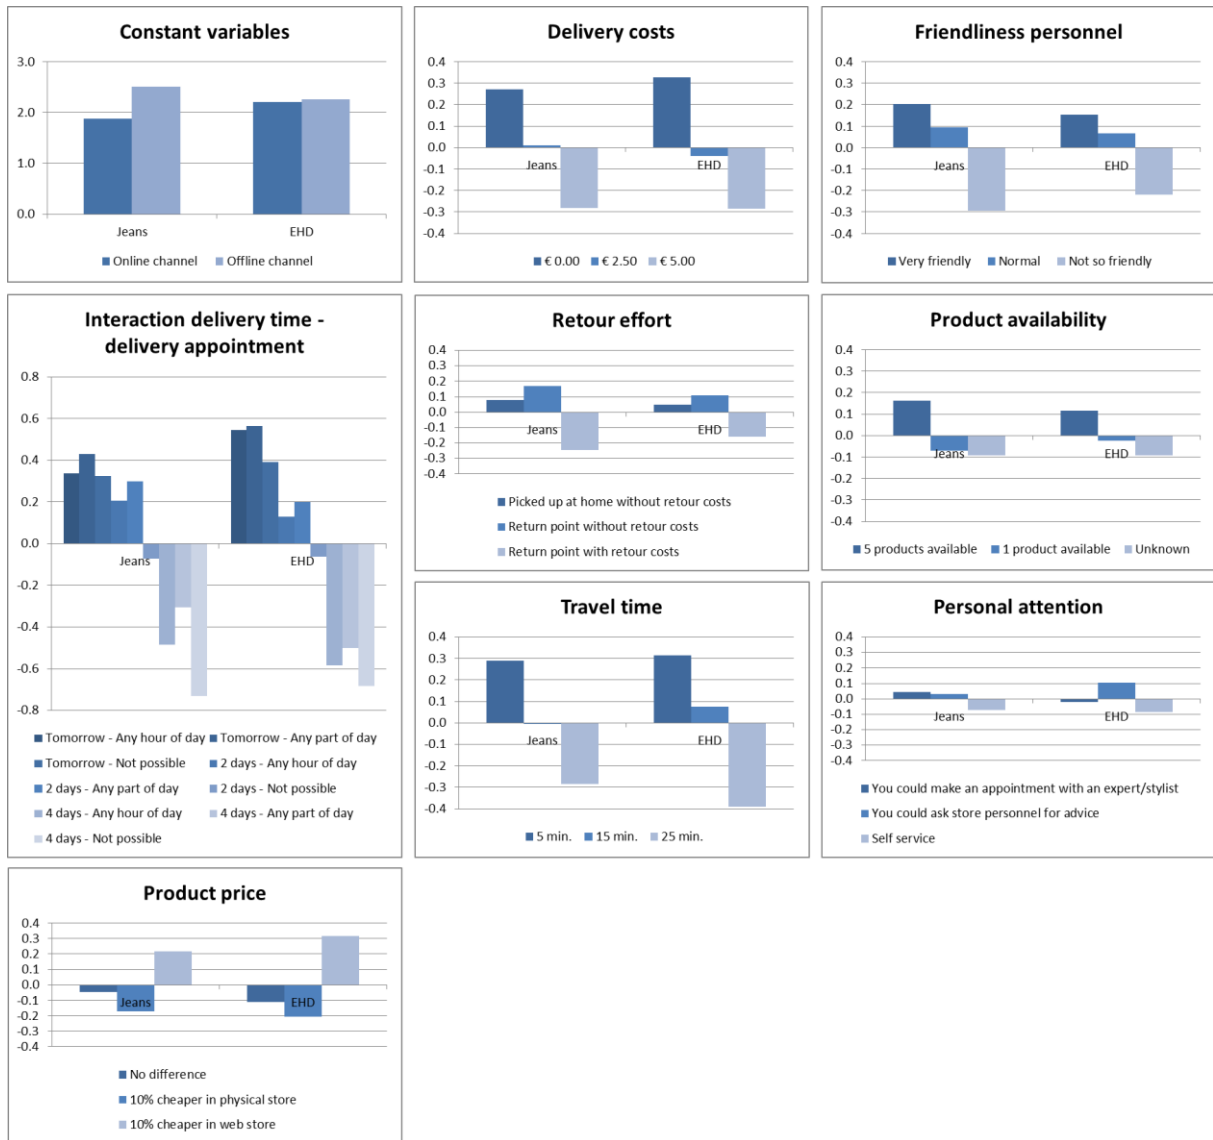 Constant variables
3.0
2.0
1.0
0.0
Jeans
EHD
Online channel
Offline channel
Delivery costs
0.4
0.3
0.2
0.1
0.0
-0.1
-0.2
-0.3
-0.4
Jeans
EHD
€ 0.00
€ 2.50
€ 5.00
Friendliness personnel
0.4
0.3
0.2
0.1
0.0
-0.1
-0.2
-0.3
-0.4
Jeans
EHD
Very friendly
Normal
Not so friendly
Interaction delivery time -
delivery appointment
0.8
0.6
0.4
0.2
0.0
-0.2
-0.4
-0.6
-0.8
Jeans
EHD
Tomorrow - Any hour of day
Tomorrow - Any part of day
Tomorrow - Not possible
2 days - Any hour of day
2 days - Any part of day
2 days - Not possible
4 days - Any hour of day
4 days - Any part of day
4 days - Not possible
Retour effort
0.4
0.3
0.2
0.1
0.0
-0.1
-0.2
-0.3
-0.4
Jeans
EHD
Picked up at home without retour costs
Return point without retour costs
Return point with retour costs
Product availability
0.4
0.3
0.2
0.1
0.0
-0.1
-0.2
-0.3
-0.4
Jeans
EHD
5 products available
1 product available
Unknown
Travel time
0.4
0.3
0.2
0.1
0.0
-0.1
-0.2
-0.3
-0.4
Jeans
EHD
5 min.
15 min.
25 min.
Personal attention
0.4
0.3
0.2
0.1
0.0
-0.1
-0.2
-0.3
-0.4
Jeans
EHD
You could make an appointment with an expert/stylist
You could ask store personnel for advice
Self service
Product price
0.4
0.3
0.2
0.1
0.0
-0.1
-0.2
-0.3
-0.4
Jeans
EHD
No difference
10% cheaper in physical store
10% cheaper in web store